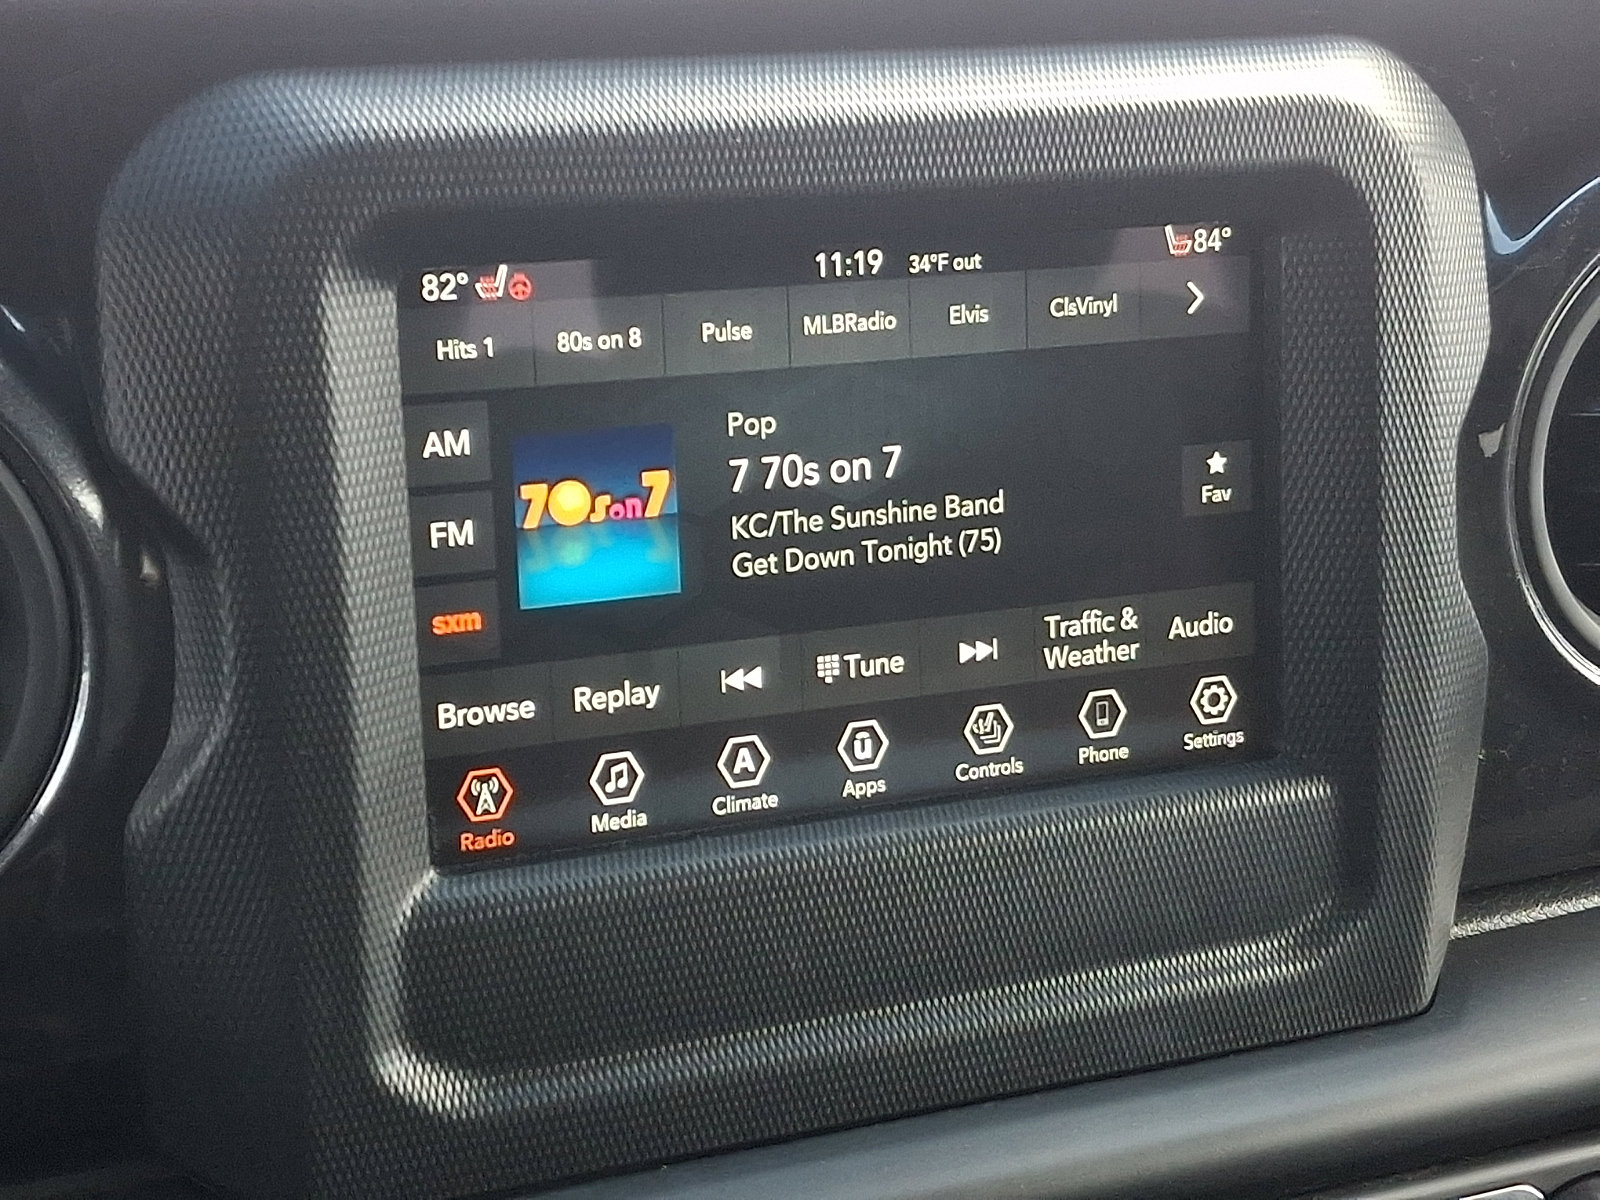 82° 11:19 34°F out 84°
Hits 1 80s on 8 Pulse MLBRadio Elvis ClsVinyl
AM
FM
sxm
70s on 7
Pop
7 70s on 7
KC/The Sunshine Band
Get Down Tonight (75)
Fav
Browse Replay Tune Traffic & Weather Audio
Radio Media A Climate ū Apps Controls Phone Settings